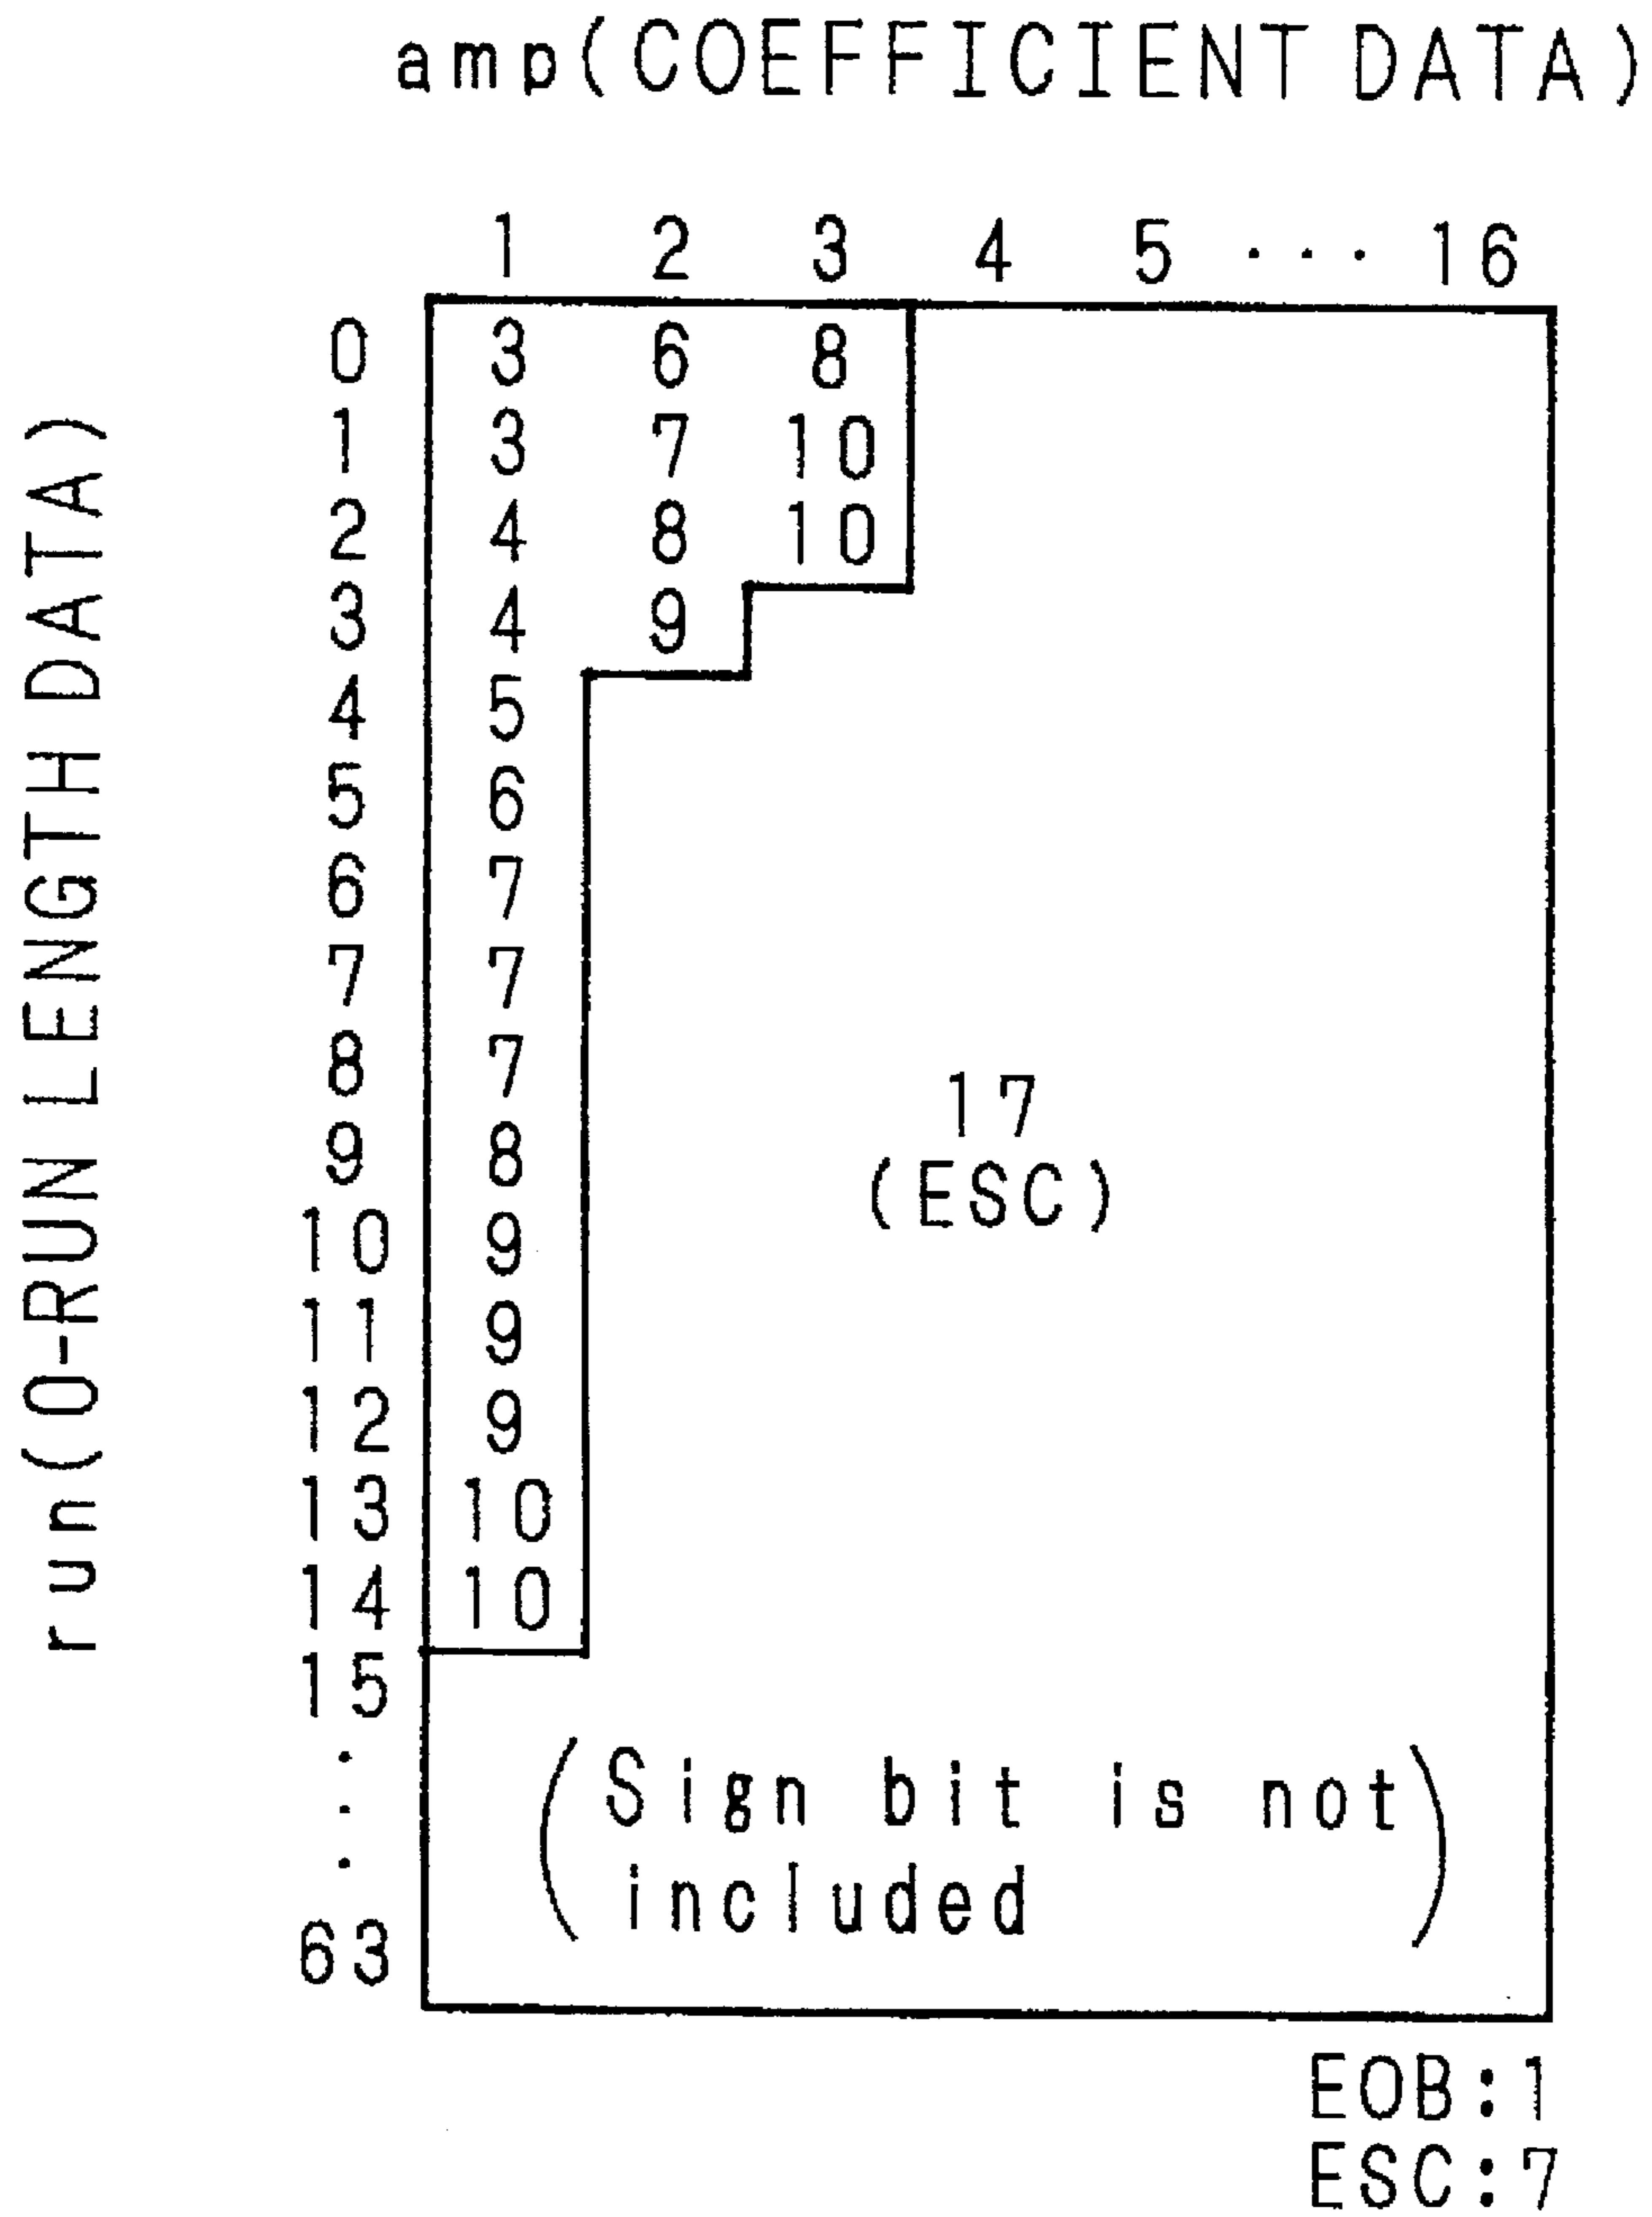 amp(COEFFICIENT DATA)
1 2 3 4 5 ··· 16
run(0-RUN LENGTH DATA)
0 3 6 8
1 3 7 10
2 4 8 10
3 4 9
4 5
5 6
6 7
7 7
8 7
9 8
10 9
11 9
12 9
13 10
14 10
15
63
17
(ESC)
(Sign bit is not
included)
EOB:1
ESC:7